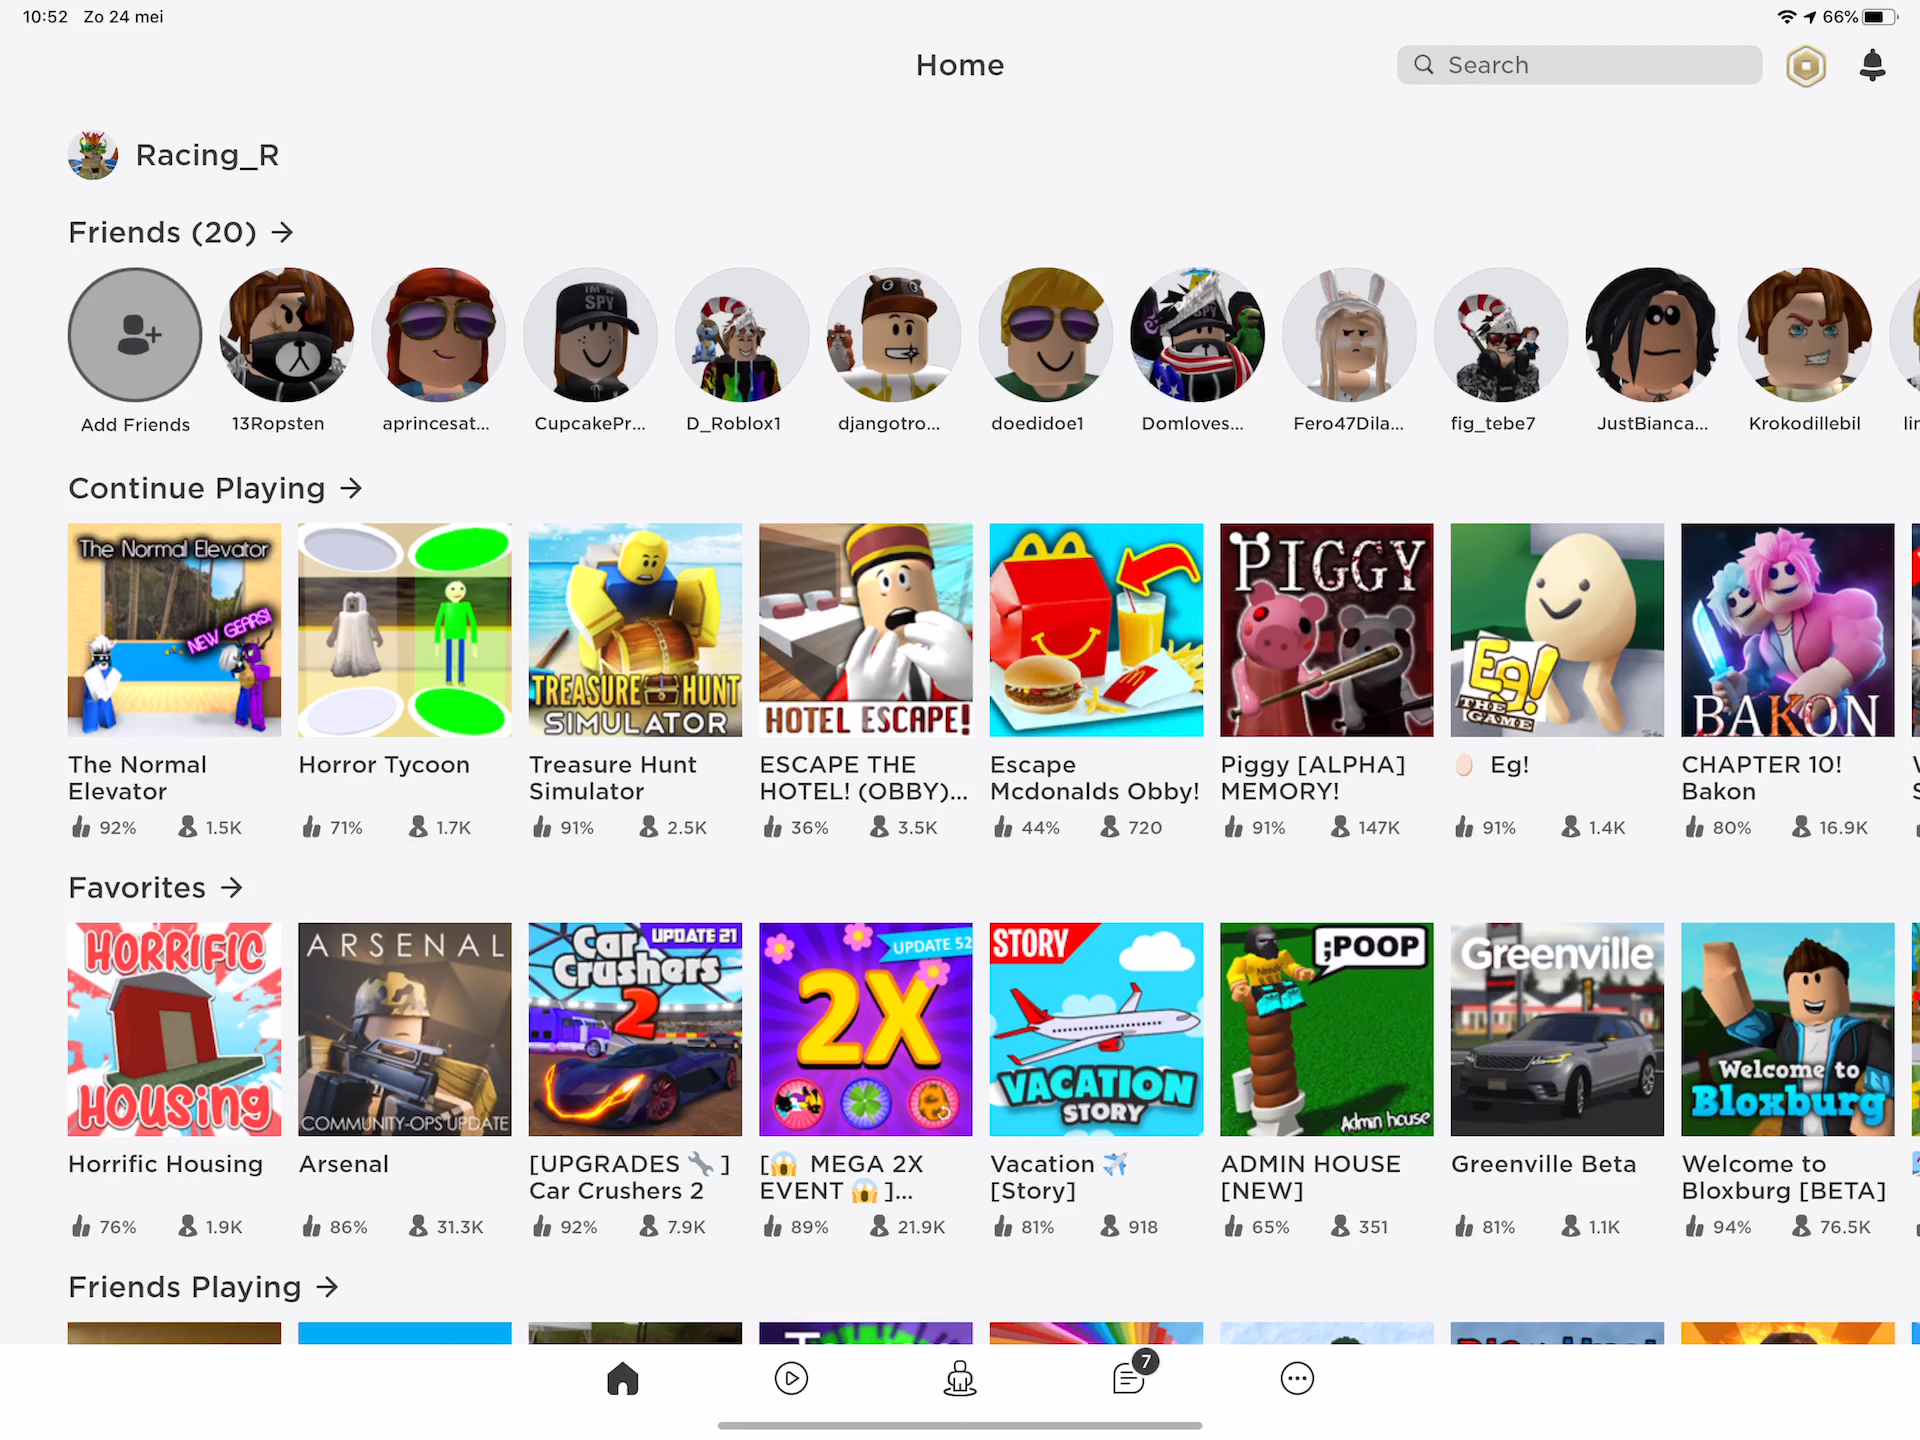 10:52 Zo 24 mei
66%
Home
Search
Racing_R
Friends (20) →
IM A
SPY
SPY
Add Friends
13Ropsten
aprincesat...
CupcakePr...
D_Roblox1
djangotro...
doedidoe1
Domloves...
Fero47Dila...
fig_tebe7
JustBianca...
Krokodillebil
Continue Playing →
The Normal Elevator
NEW GEARS!
TREASURE HUNT
SIMULATOR
HOTEL ESCAPE!
PIGGY
Eg!
THE GAME
BAKON
The Normal
Elevator
92% 1.5K
Horror Tycoon
71% 1.7K
Treasure Hunt
Simulator
91% 2.5K
ESCAPE THE
HOTEL! (OBBY)...
36% 3.5K
Escape
Mcdonalds Obby!
44% 720
Piggy [ALPHA]
MEMORY!
91% 147K
🥚 Eg!
91% 1.4K
CHAPTER 10!
Bakon
80% 16.9K
Favorites →
HORRIFIC
HOUSING
ARSENAL
COMMUNITY-OPS UPDATE
UPDATE 21
Car
Crushers
2
UPDATE 52
2X
STORY
VACATION
STORY
;POOP
Noob
Admin house
Greenville
Welcome to
Bloxburg
Horrific Housing
76% 1.9K
Arsenal
86% 31.3K
[UPGRADES 🔧 ]
Car Crushers 2
92% 7.9K
[😱 MEGA 2X
EVENT 😱 ]...
89% 21.9K
Vacation ✈️
[Story]
81% 918
ADMIN HOUSE
[NEW]
65% 351
Greenville Beta
81% 1.1K
Welcome to
Bloxburg [BETA]
94% 76.5K
Friends Playing →
7